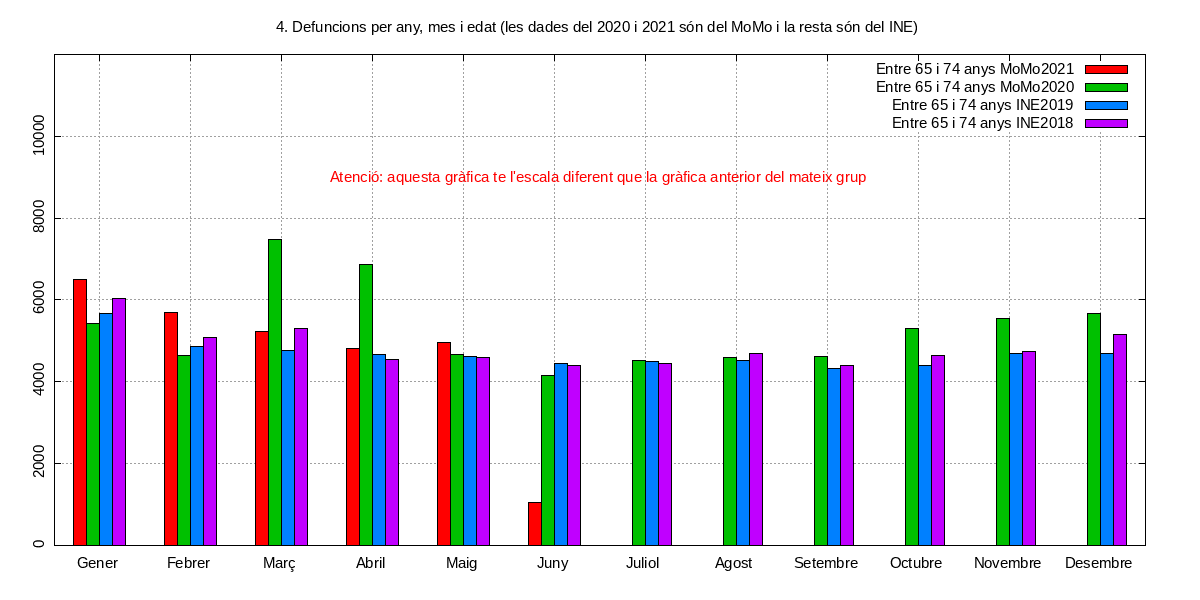 4. Defuncions per any, mes i edat (les dades del 2020 i 2021 són del MoMo i la resta són del INE)
Entre 65 i 74 anys MoMo2021
Entre 65 i 74 anys MoMo2020
Entre 65 i 74 anys INE2019
Entre 65 i 74 anys INE2018
Atenció: aquesta gràfica te l'escala diferent que la gràfica anterior del mateix grup
10000
8000
6000
4000
2000
0
Gener Febrer Març Abril Maig Juny Juliol Agost Setembre Octubre Novembre Desembre